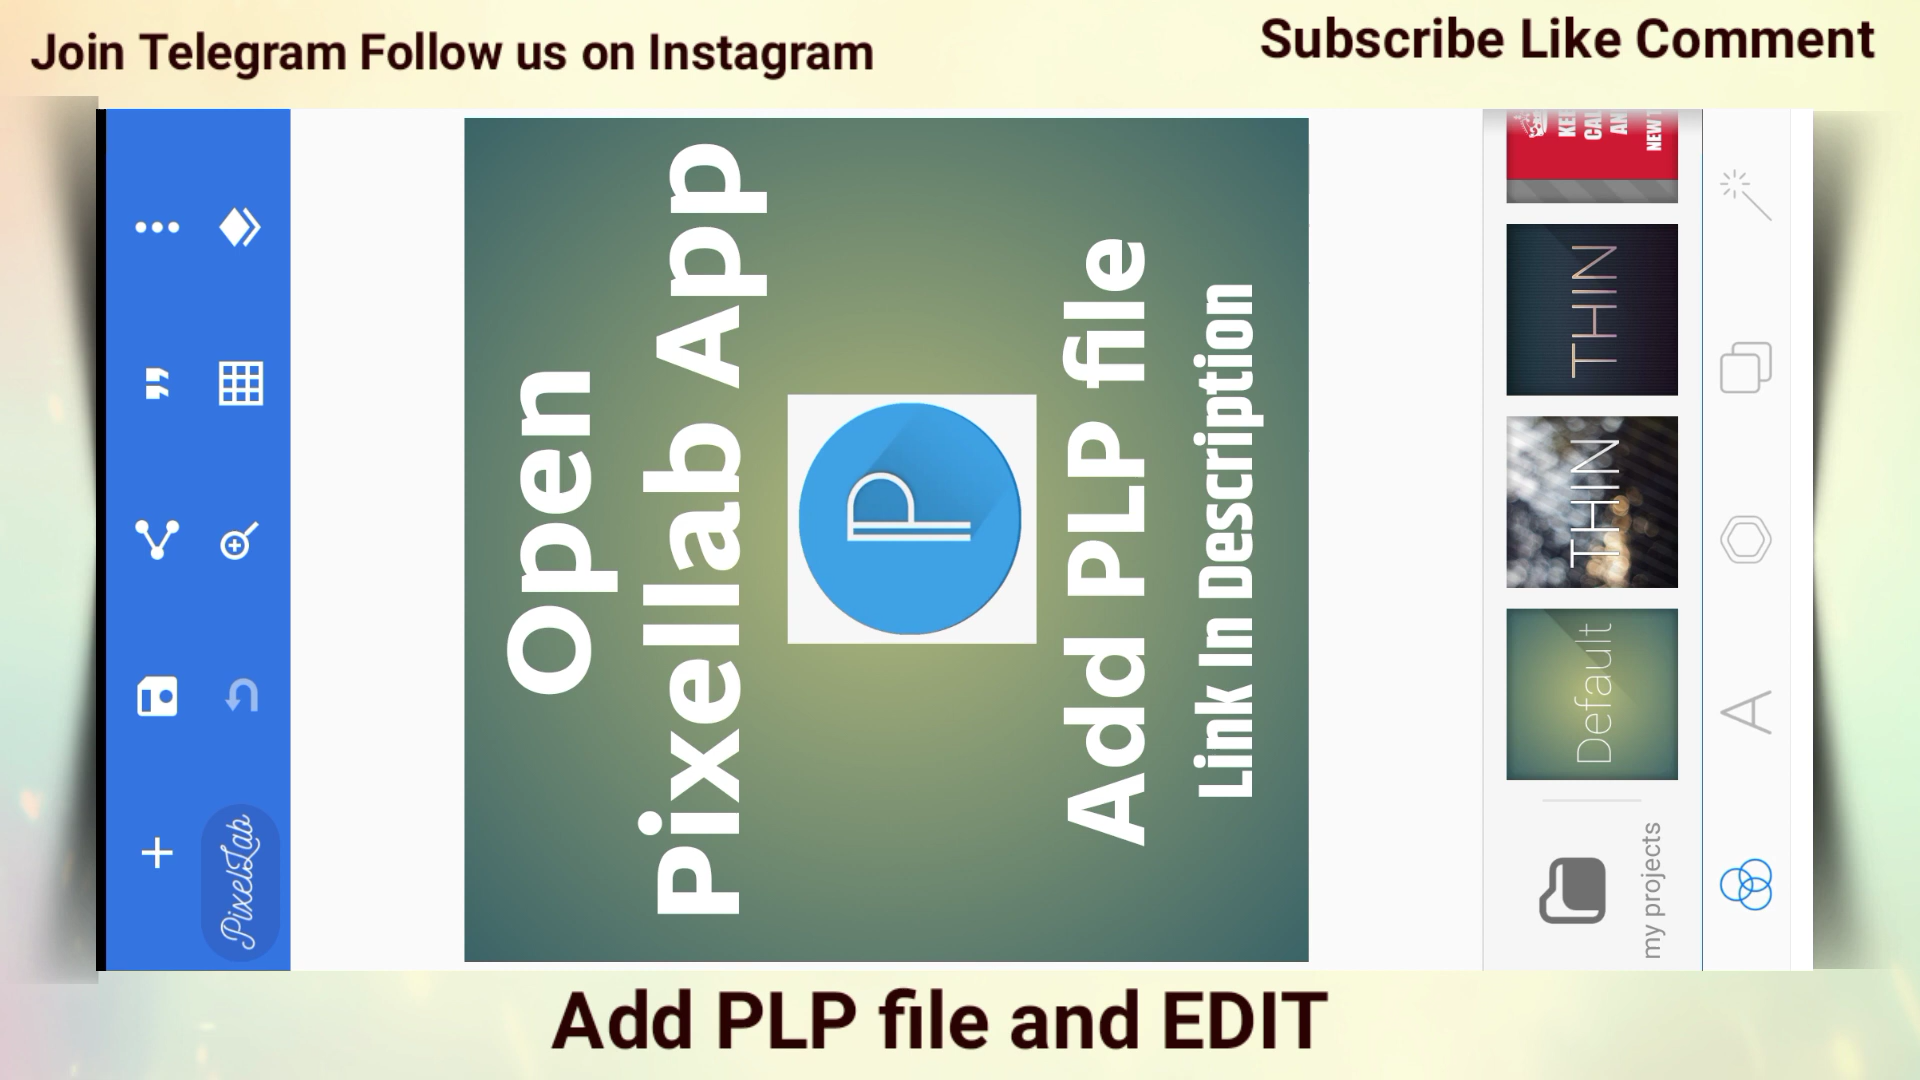 Join Telegram Follow us on Instagram
Subscribe Like Comment
PixelLab
Open
Pixellab App
P
Add PLP file
Link In Description
my projects
Default
THIN
THIN
NEW
A
Add PLP file and EDIT